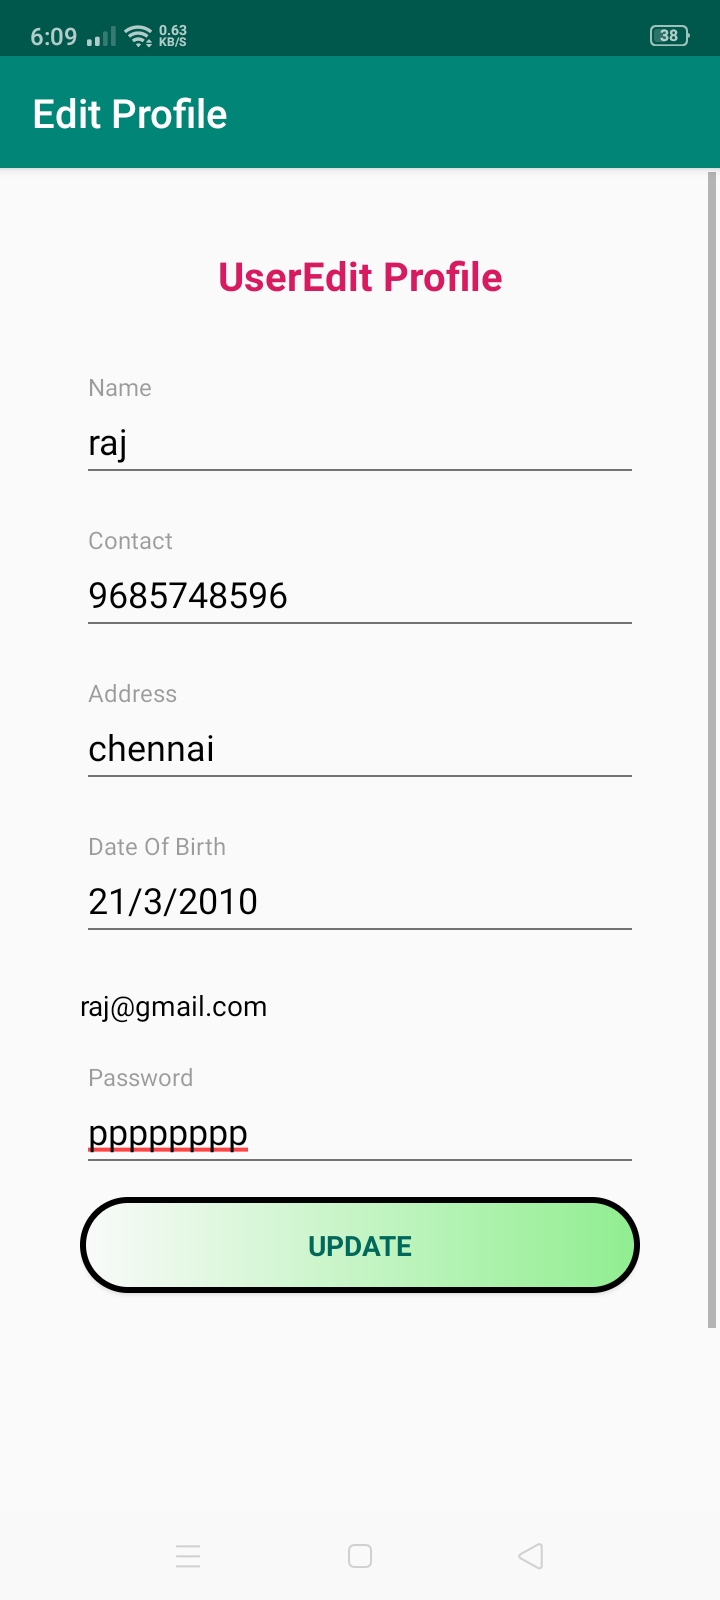 6:09 0.63 KB/S 38
Edit Profile
UserEdit Profile
Name
raj
Contact
9685748596
Address
chennai
Date Of Birth
21/3/2010
raj@gmail.com
Password
pppppppp
UPDATE